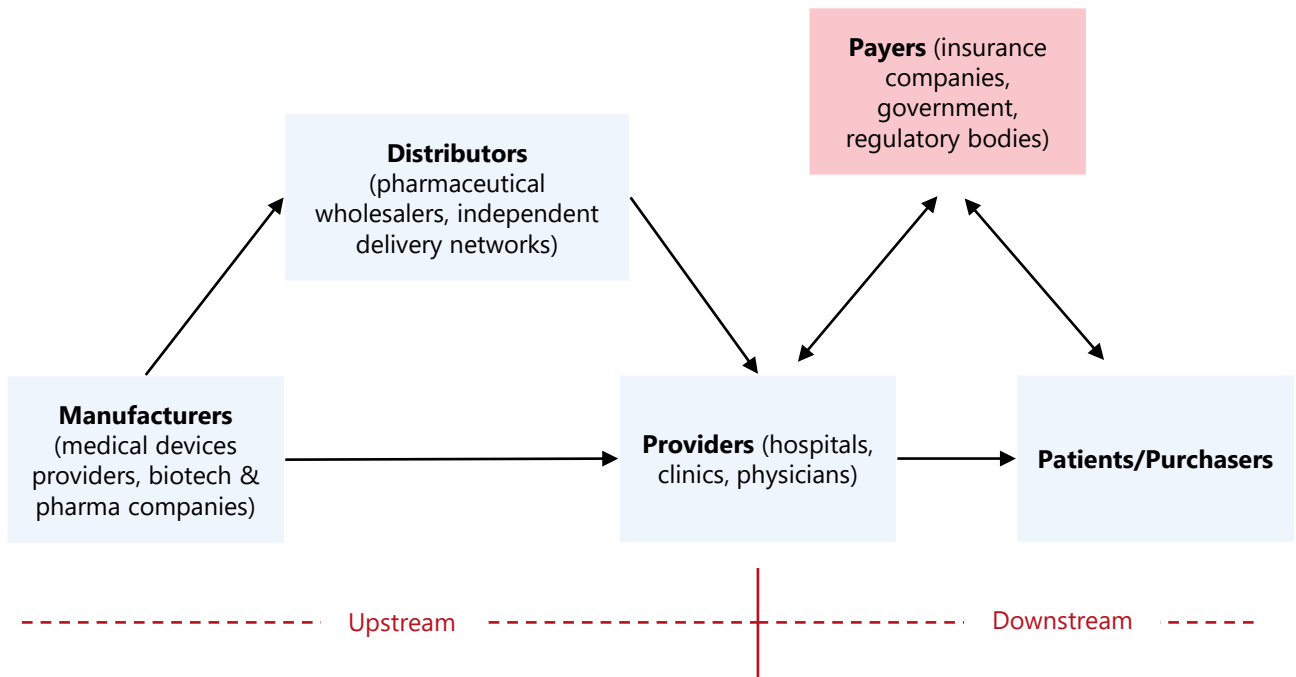 Payers (insurance
companies,
government,
regulatory bodies)
Distributors
(pharmaceutical
wholesalers, independent
delivery networks)
Manufacturers
(medical devices
providers, biotech &
pharma companies)
Providers (hospitals,
clinics, physicians)
Patients/Purchasers
Upstream
Downstream